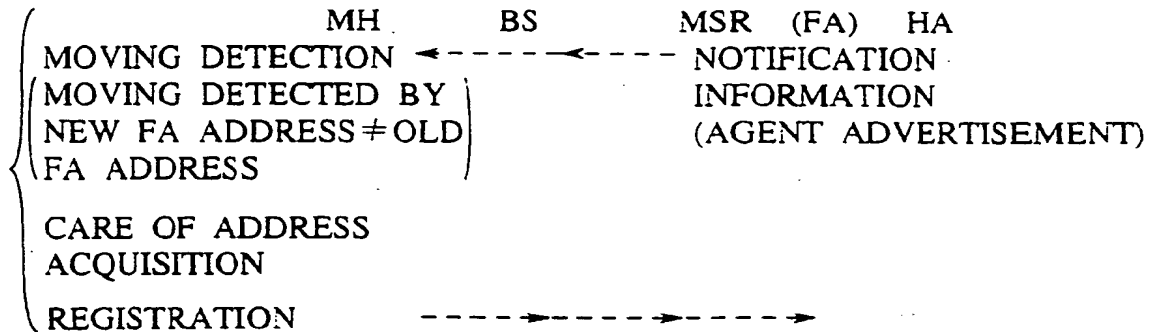 MH BS MSR (FA) HA
MOVING DETECTION NOTIFICATION
MOVING DETECTED BY INFORMATION
NEW FA ADDRESS≠OLD (AGENT ADVERTISEMENT)
FA ADDRESS
CARE OF ADDRESS
ACQUISITION
REGISTRATION